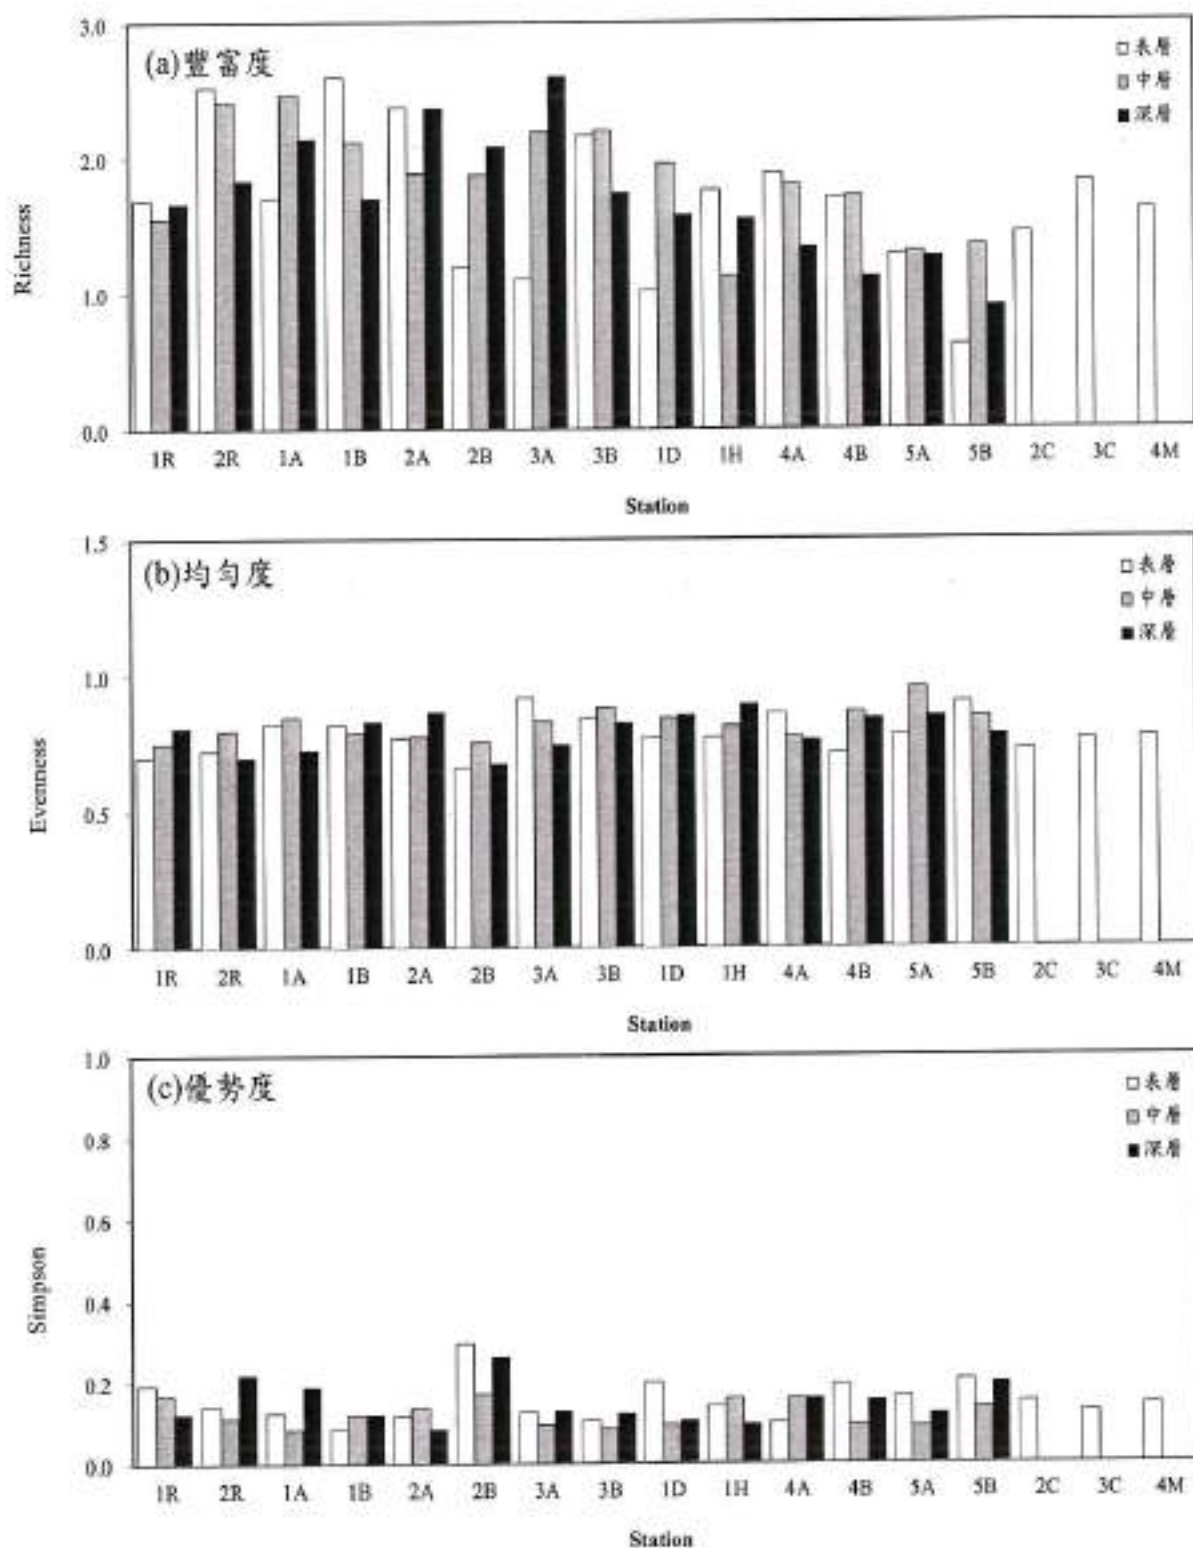 (a)豐富度
表層
中層
深層
Richness
3.0
2.0
1.0
0.0
1R 2R 1A 1B 2A 2B 3A 3B 1D 1H 4A 4B 5A 5B 2C 3C 4M
Station
(b)均勻度
表層
中層
深層
Evenness
1.5
1.0
0.5
0.0
1R 2R 1A 1B 2A 2B 3A 3B 1D 1H 4A 4B 5A 5B 2C 3C 4M
Station
(c)優勢度
表層
中層
深層
Simpson
1.0
0.8
0.6
0.4
0.2
0.0
1R 2R 1A 1B 2A 2B 3A 3B 1D 1H 4A 4B 5A 5B 2C 3C 4M
Station